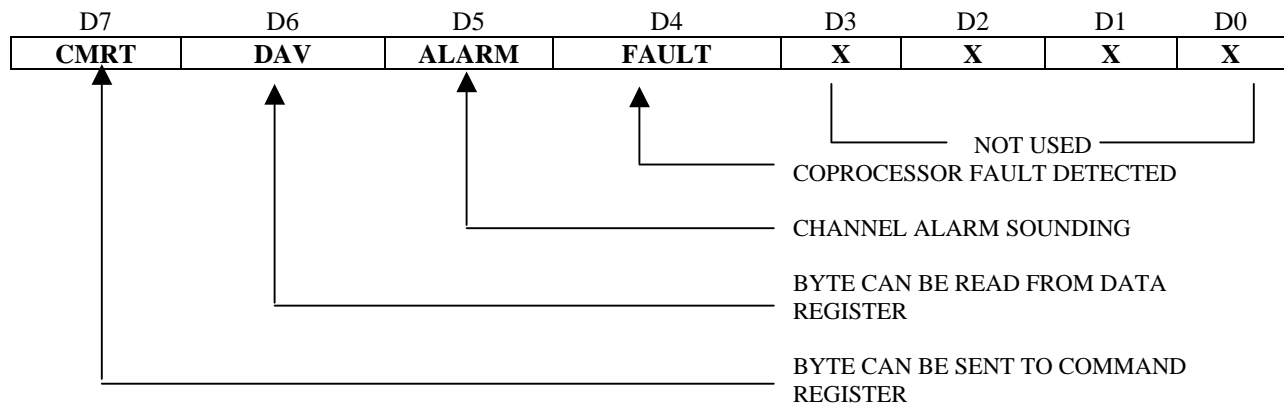 D7 D6 D5 D4 D3 D2 D1 D0
CMRT DAV ALARM FAULT X X X X
NOT USED
COPROCESSOR FAULT DETECTED
CHANNEL ALARM SOUNDING
BYTE CAN BE READ FROM DATA
REGISTER
BYTE CAN BE SENT TO COMMAND
REGISTER